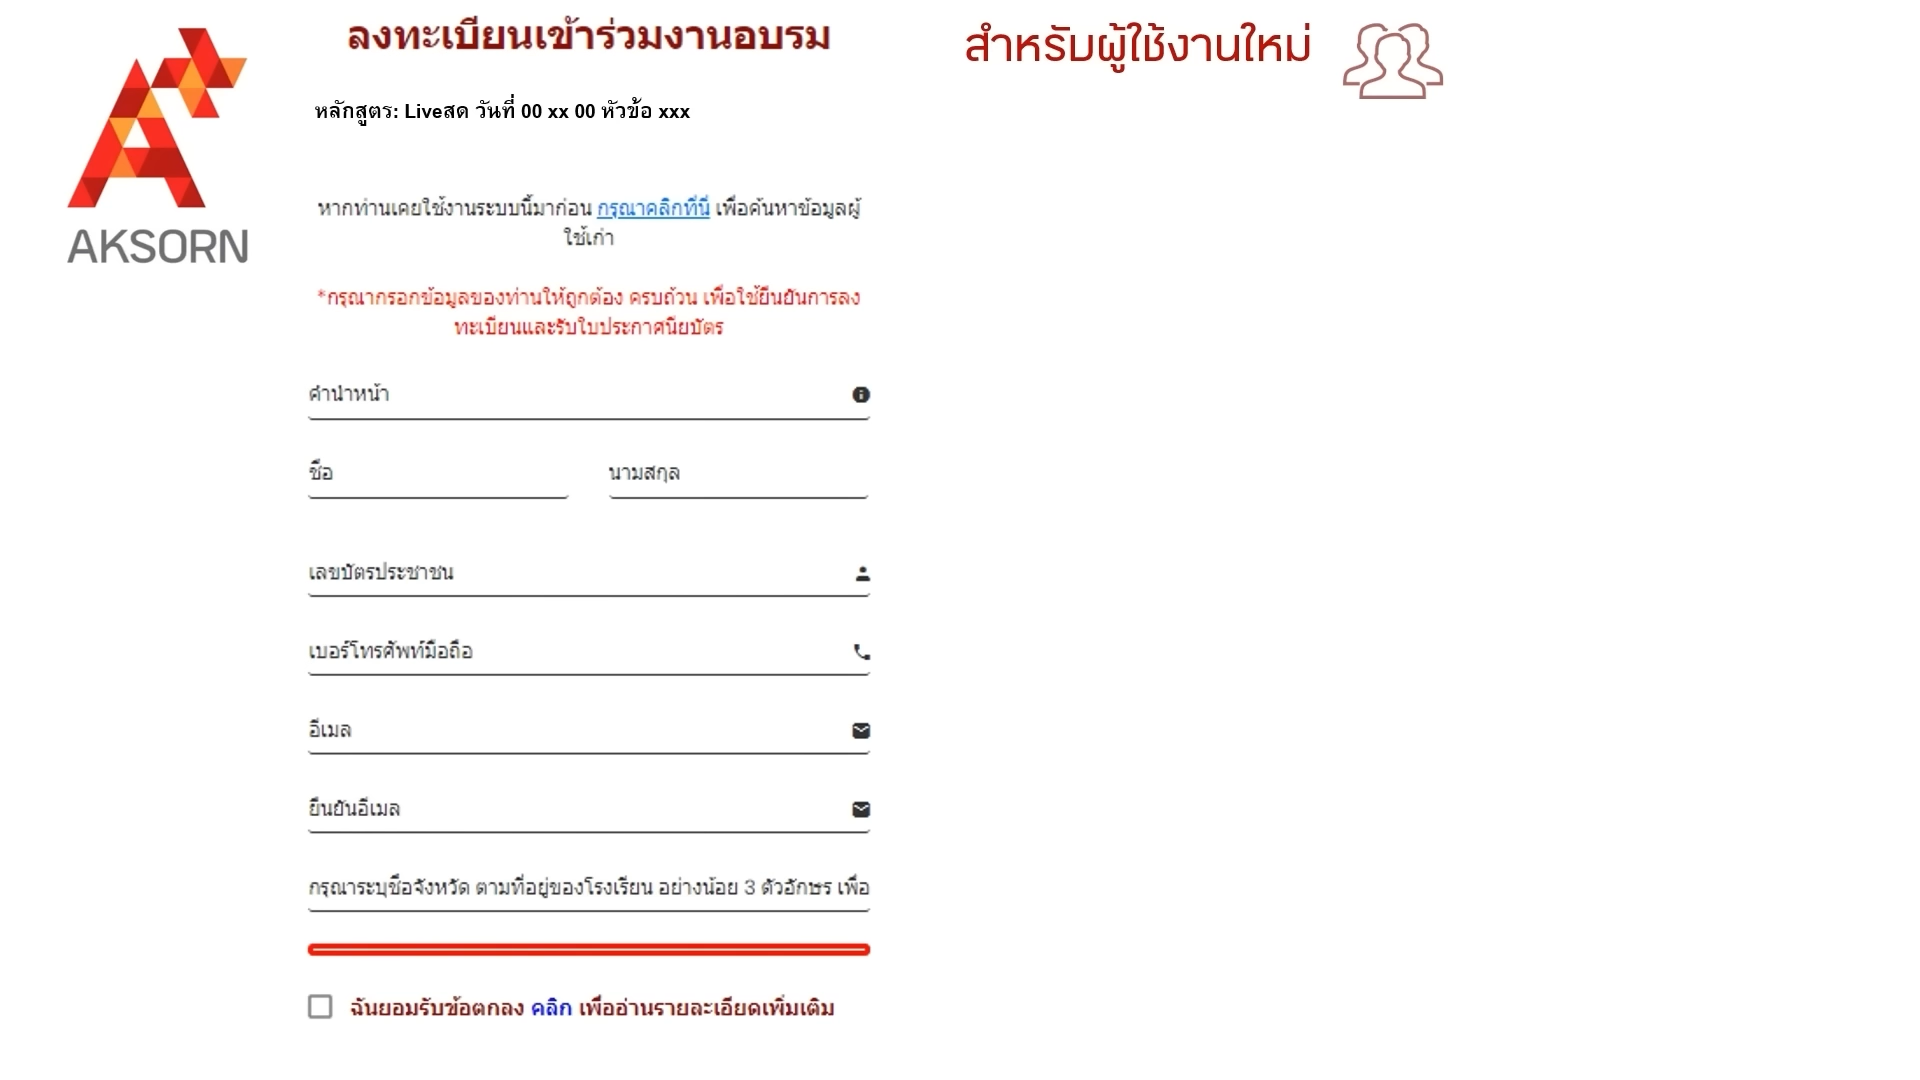 ลงทะเบียนเข้าร่วมงานอบรม
สำหรับผู้ใช้งานใหม่
หลักสูตร: Liveสด วันที่ 00 xx 00 หัวข้อ xxx
AKSORN
หากท่านเคยใช้งานระบบนี้มาก่อน กรุณาคลิกที่นี่ เพื่อค้นหาข้อมูลผู้
ใช้เก่า
*กรุณากรอกข้อมูลของท่านให้ถูกต้อง ครบถ้วน เพื่อใช้ยืนยันการลง
ทะเบียนและรับใบประกาศนียบัตร
คำนำหน้า
ชื่อ
นามสกุล
เลขบัตรประชาชน
เบอร์โทรศัพท์มือถือ
อีเมล
ยืนยันอีเมล
กรุณาระบุชื่อจังหวัด ตามที่อยู่ของโรงเรียน อย่างน้อย 3 ตัวอักษร เพื่อ
ฉันยอมรับข้อตกลง คลิก เพื่ออ่านรายละเอียดเพิ่มเติม